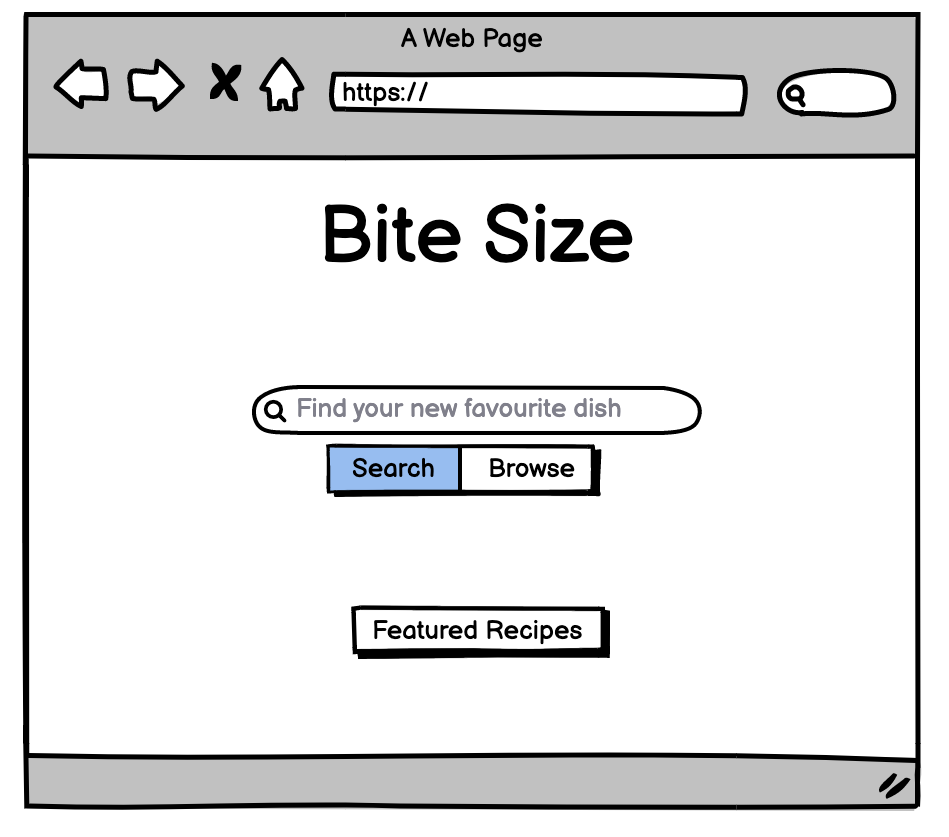 A Web Page
https://
Bite Size
Find your new favourite dish
Search Browse
Featured Recipes